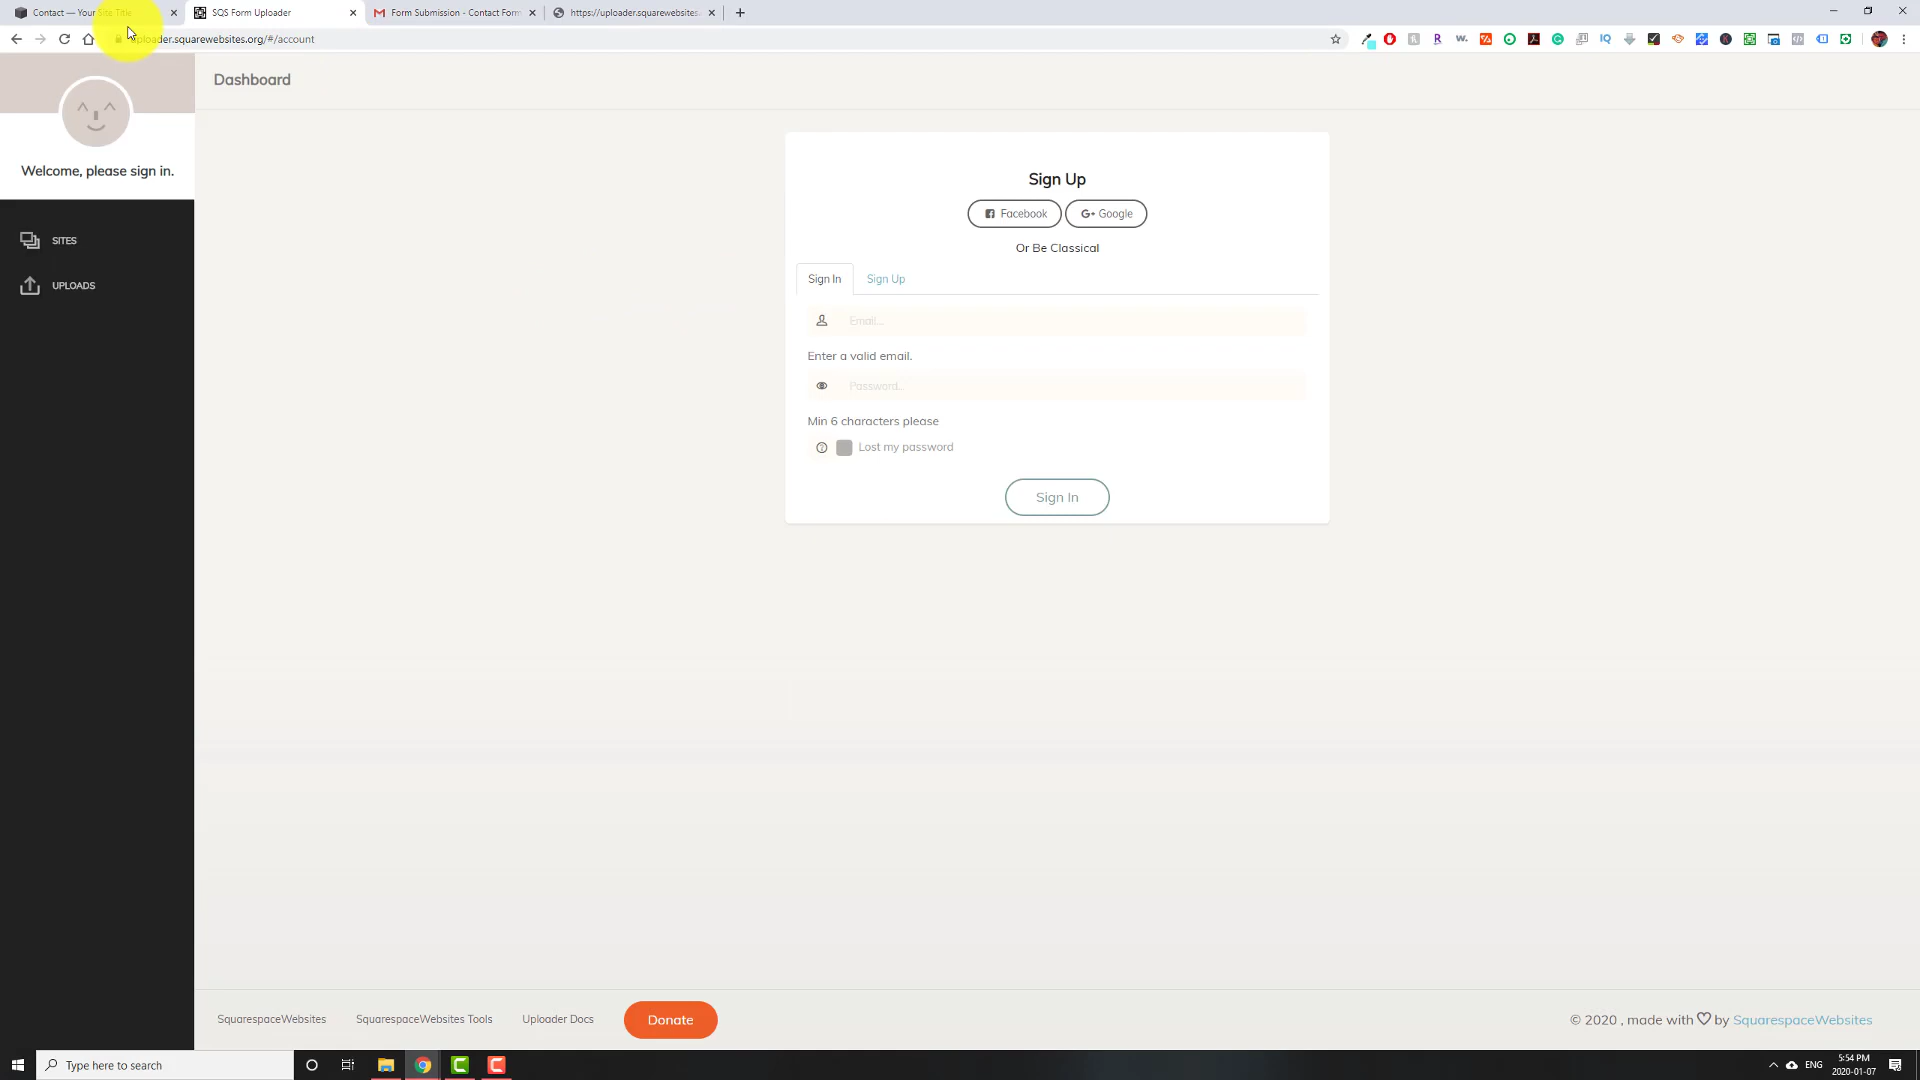 Contact — Your Site Title
SQS Form Uploader
Form Submission - Contact Form
https://uploader.squarewebsites.
uploader.squarewebsites.org/#/account
Dashboard
Welcome, please sign in.
SITES
UPLOADS
Sign Up
Facebook
G+ Google
Or Be Classical
Sign In
Sign Up
Email...
Enter a valid email.
Password...
Min 6 characters please
Lost my password
Sign In
SquarespaceWebsites
SquarespaceWebsites Tools
Uploader Docs
Donate
© 2020 , made with by SquarespaceWebsites
Type here to search
ENG
5:54 PM
2020-01-07